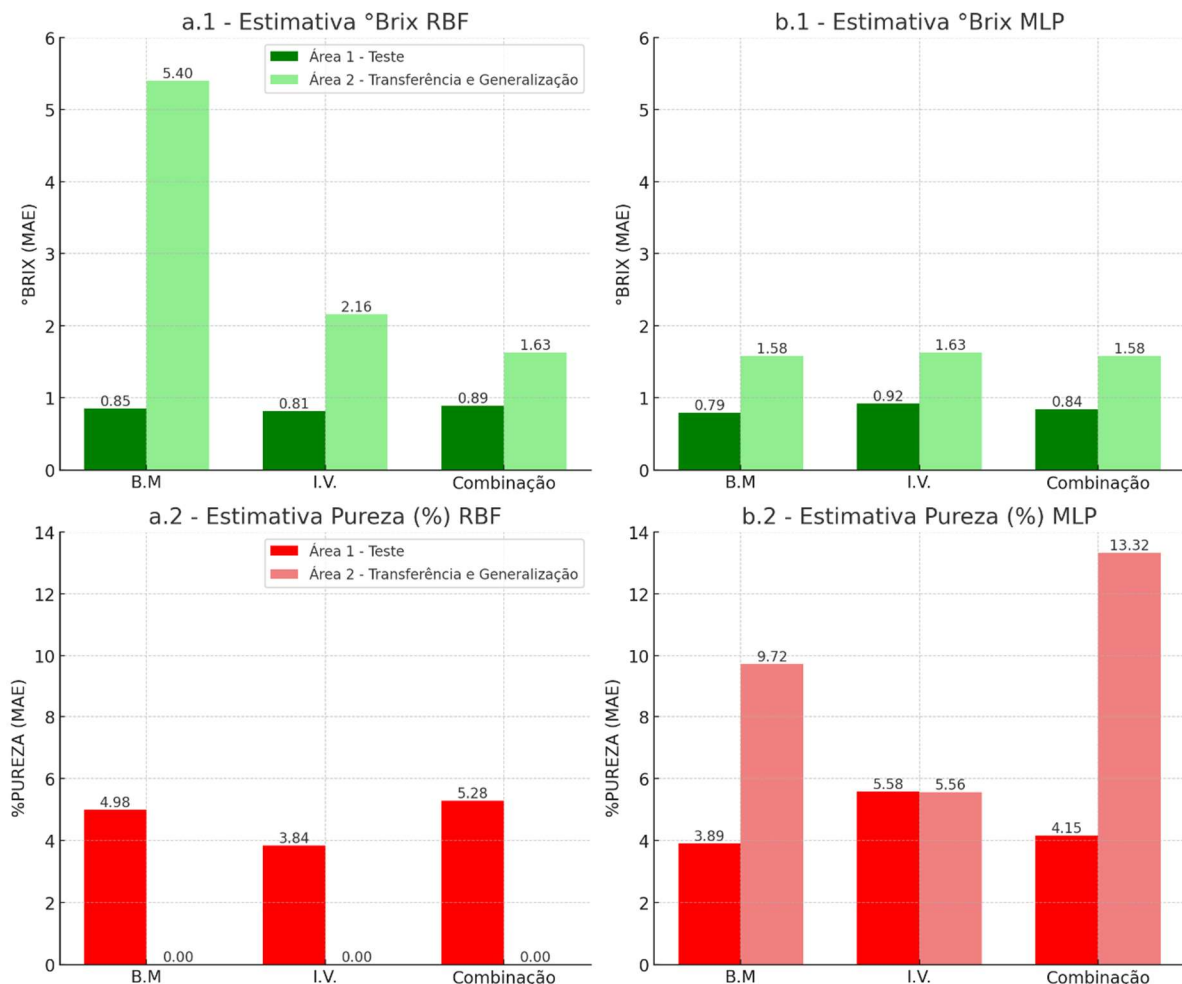 a.1 - Estimativa °Brix RBF
°BRIX (MAE)
6
5
4
3
2
1
0
Área 1 - Teste
Área 2 - Transferência e Generalização
0.85
5.40
0.81
2.16
0.89
1.63
B.M
I.V.
Combinação
b.1 - Estimativa °Brix MLP
°BRIX (MAE)
6
5
4
3
2
1
0
0.79
1.58
0.92
1.63
0.84
1.58
B.M
I.V.
Combinação
a.2 - Estimativa Pureza (%) RBF
%PUREZA (MAE)
14
12
10
8
6
4
2
0
Área 1 - Teste
Área 2 - Transferência e Generalização
4.98
0.00
3.84
0.00
5.28
0.00
B.M
I.V.
Combinação
b.2 - Estimativa Pureza (%) MLP
%PUREZA (MAE)
14
12
10
8
6
4
2
0
3.89
9.72
5.58
5.56
4.15
13.32
B.M
I.V.
Combinação